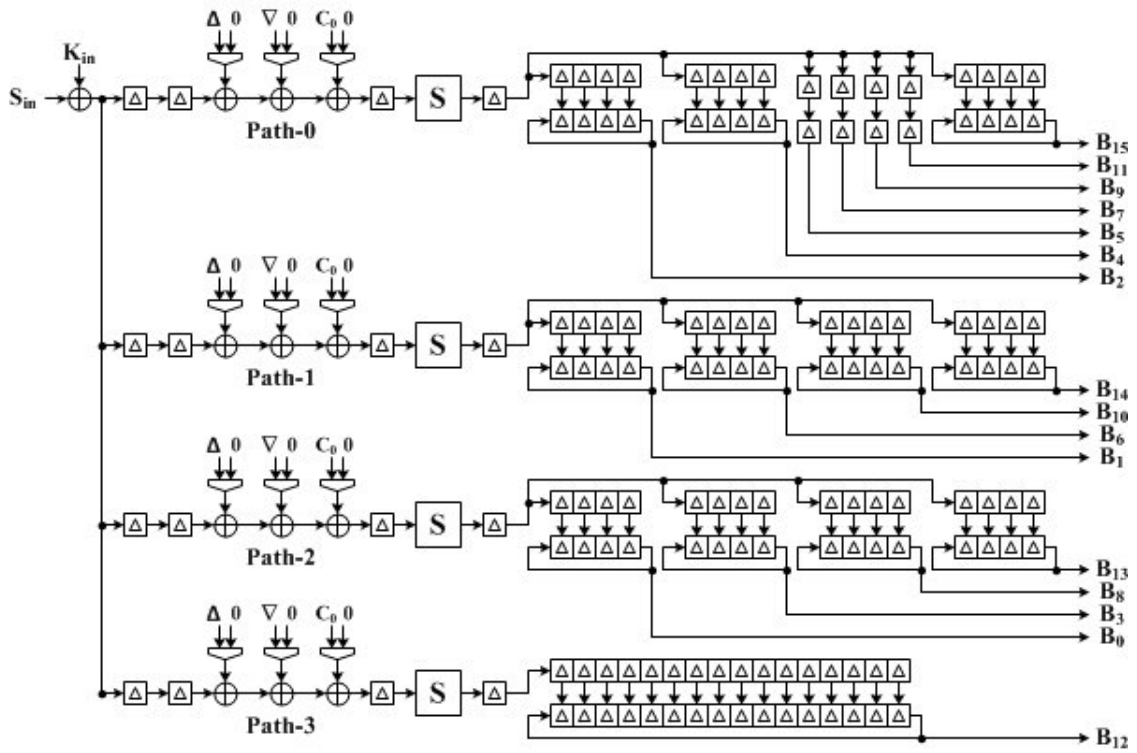 Δ 0 ∇ 0 C₀ 0
K_in
S_in
S
Path-0
Δ Δ Δ Δ Δ Δ Δ Δ Δ Δ Δ Δ Δ Δ Δ Δ
Δ Δ Δ Δ
Δ Δ Δ Δ Δ Δ Δ Δ Δ Δ Δ Δ Δ Δ Δ Δ
B₁₅
B₁₁
B₉
B₇
B₅
B₄
B₂
Δ 0 ∇ 0 C₀ 0
Δ Δ Δ Δ Δ Δ Δ Δ Δ Δ Δ Δ Δ Δ Δ Δ
Δ Δ Δ S Δ
Δ Δ Δ Δ Δ Δ Δ Δ Δ Δ Δ Δ Δ Δ Δ Δ
Path-1
B₁₄
B₁₀
B₆
B₁
Δ 0 ∇ 0 C₀ 0
Δ Δ Δ Δ Δ Δ Δ Δ Δ Δ Δ Δ Δ Δ Δ Δ
Δ Δ Δ S Δ
Δ Δ Δ Δ Δ Δ Δ Δ Δ Δ Δ Δ Δ Δ Δ Δ
Path-2
B₁₃
B₈
B₃
B₀
Δ 0 ∇ 0 C₀ 0
Δ Δ Δ Δ Δ Δ Δ Δ Δ Δ Δ Δ Δ Δ Δ Δ
Δ Δ Δ S Δ
Δ Δ Δ Δ Δ Δ Δ Δ Δ Δ Δ Δ Δ Δ Δ Δ
Path-3
B₁₂